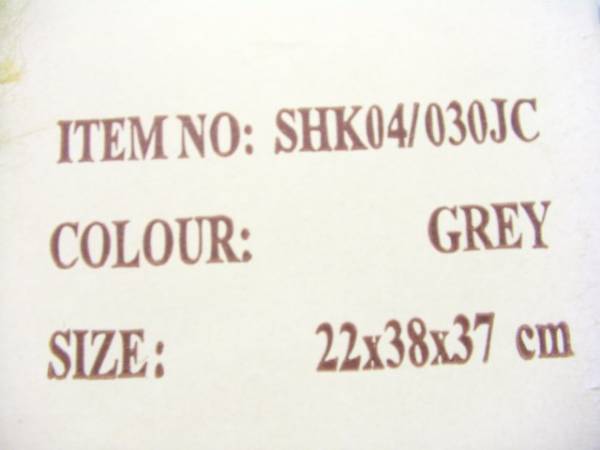 ITEM NO: SHK04/030JC
COLOUR: GREY
SIZE: 22x38x37 cm